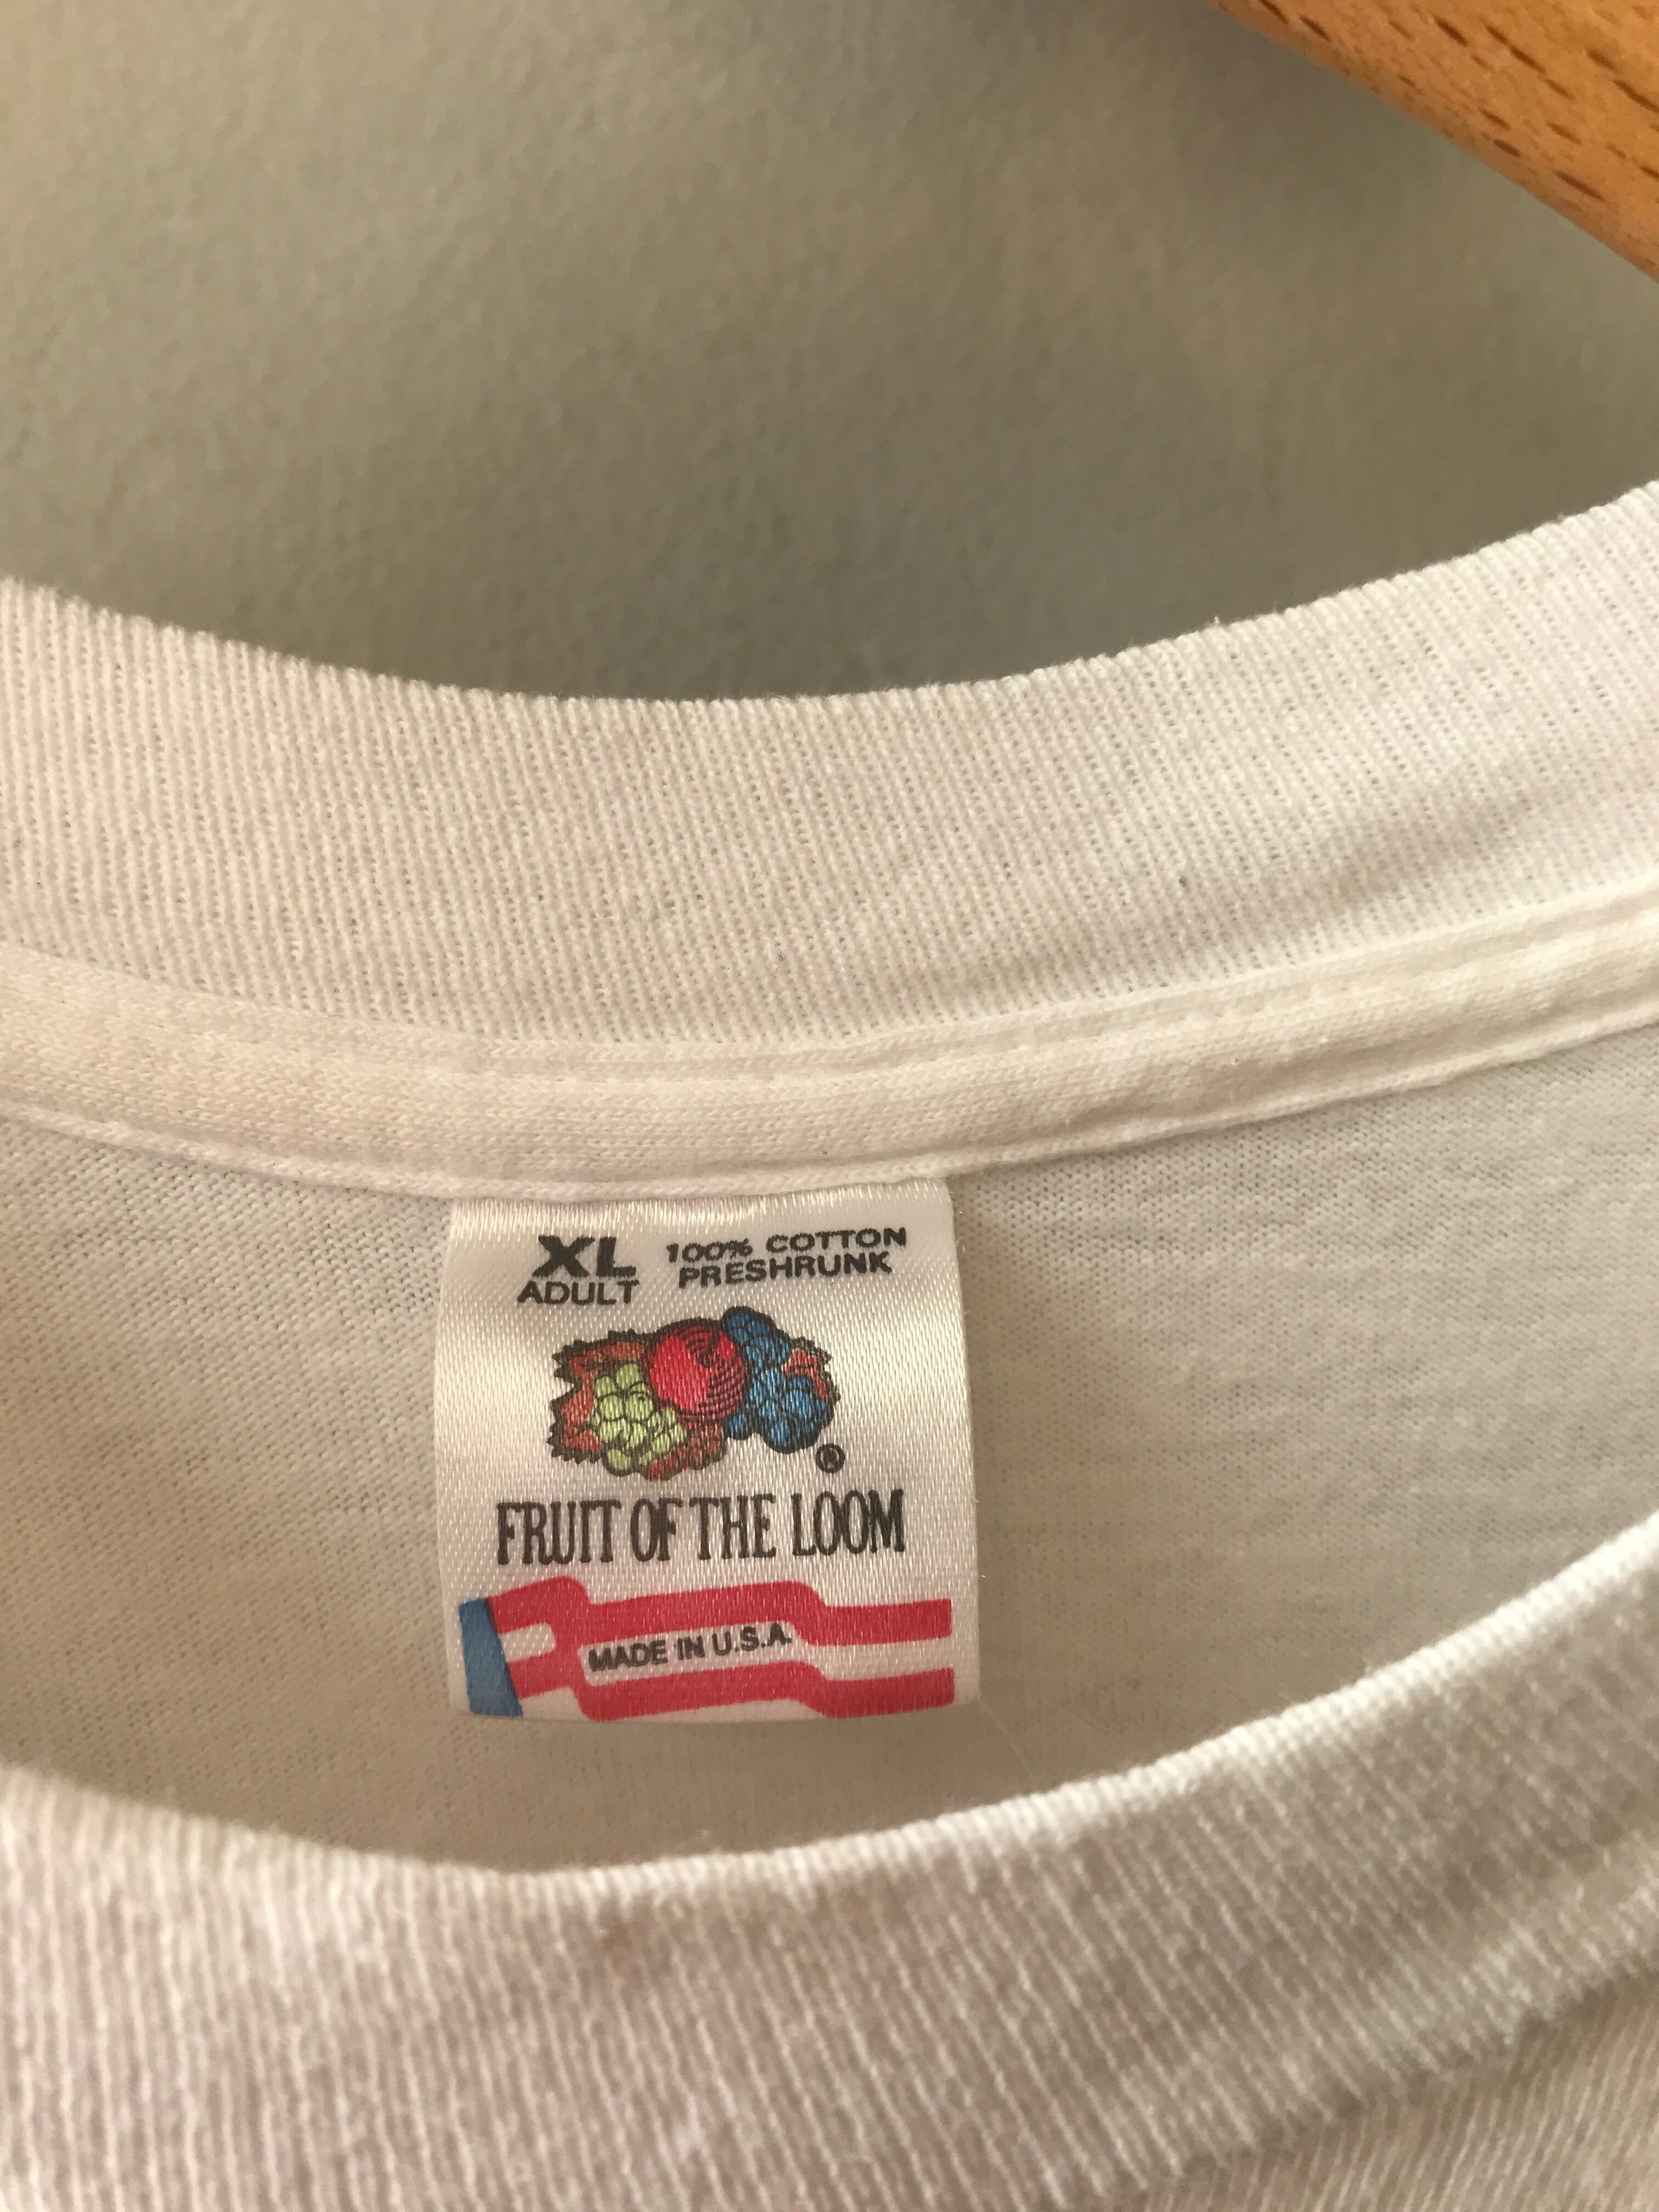 XL 100% COTTON
ADULT PRESHRUNK
®
FRUIT OF THE LOOM
MADE IN U.S.A.